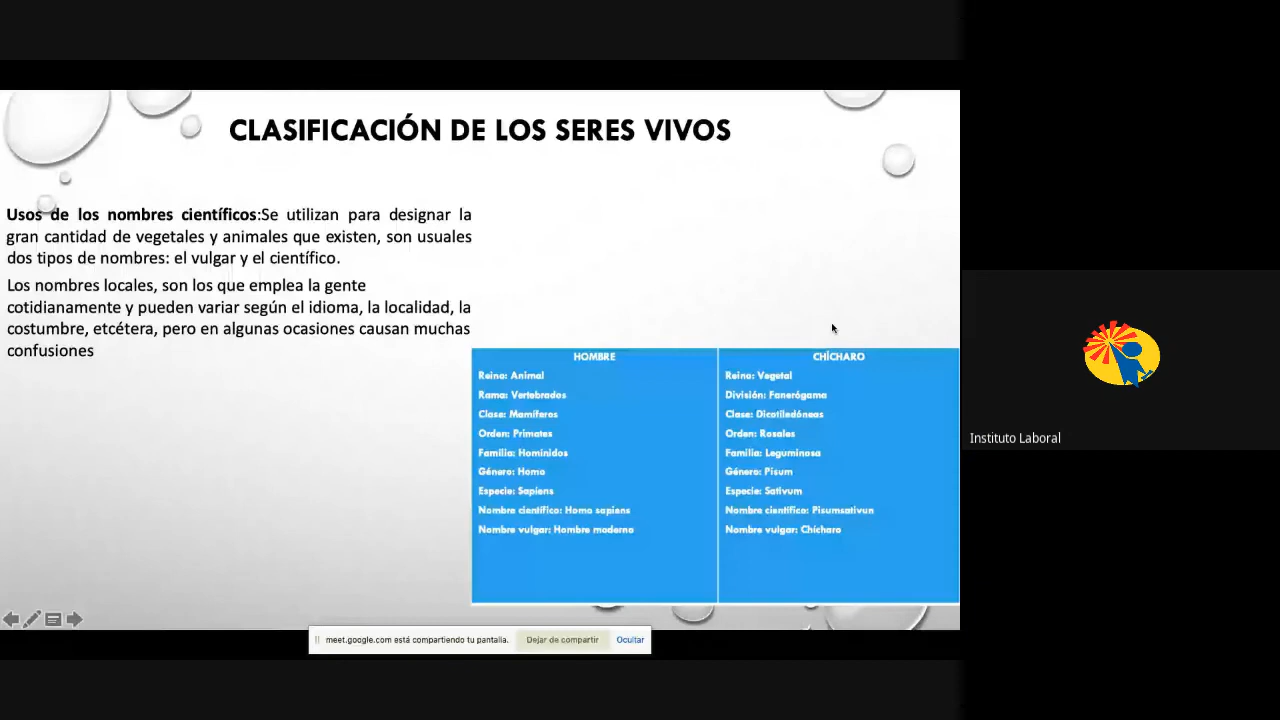 CLASIFICACIÓN DE LOS SERES VIVOS
Usos de los nombres científicos:Se utilizan para designar la
gran cantidad de vegetales y animales que existen, son usuales
dos tipos de nombres: el vulgar y el científico.
Los nombres locales, son los que emplea la gente
cotidianamente y pueden variar según el idioma, la localidad, la
costumbre, etcétera, pero en algunas ocasiones causan muchas
confusiones
HOMBRE
Reino: Animal
Rama: Vertebrados
Clase: Mamíferos
Orden: Primates
Familia: Homínidos
Género: Homo
Especie: Sapiens
Nombre científico: Homo sapiens
Nombre vulgar: Hombre moderno
CHÍCHARO
Reino: Vegetal
División: Fanerógama
Clase: Dicotiledóneas
Orden: Rosales
Familia: Leguminosa
Género: Pisum
Especie: Sativum
Nombre científico: Pisumsativun
Nombre vulgar: Chícharo
Instituto Laboral
meet.google.com está compartiendo tu pantalla.
Dejar de compartir
Ocultar